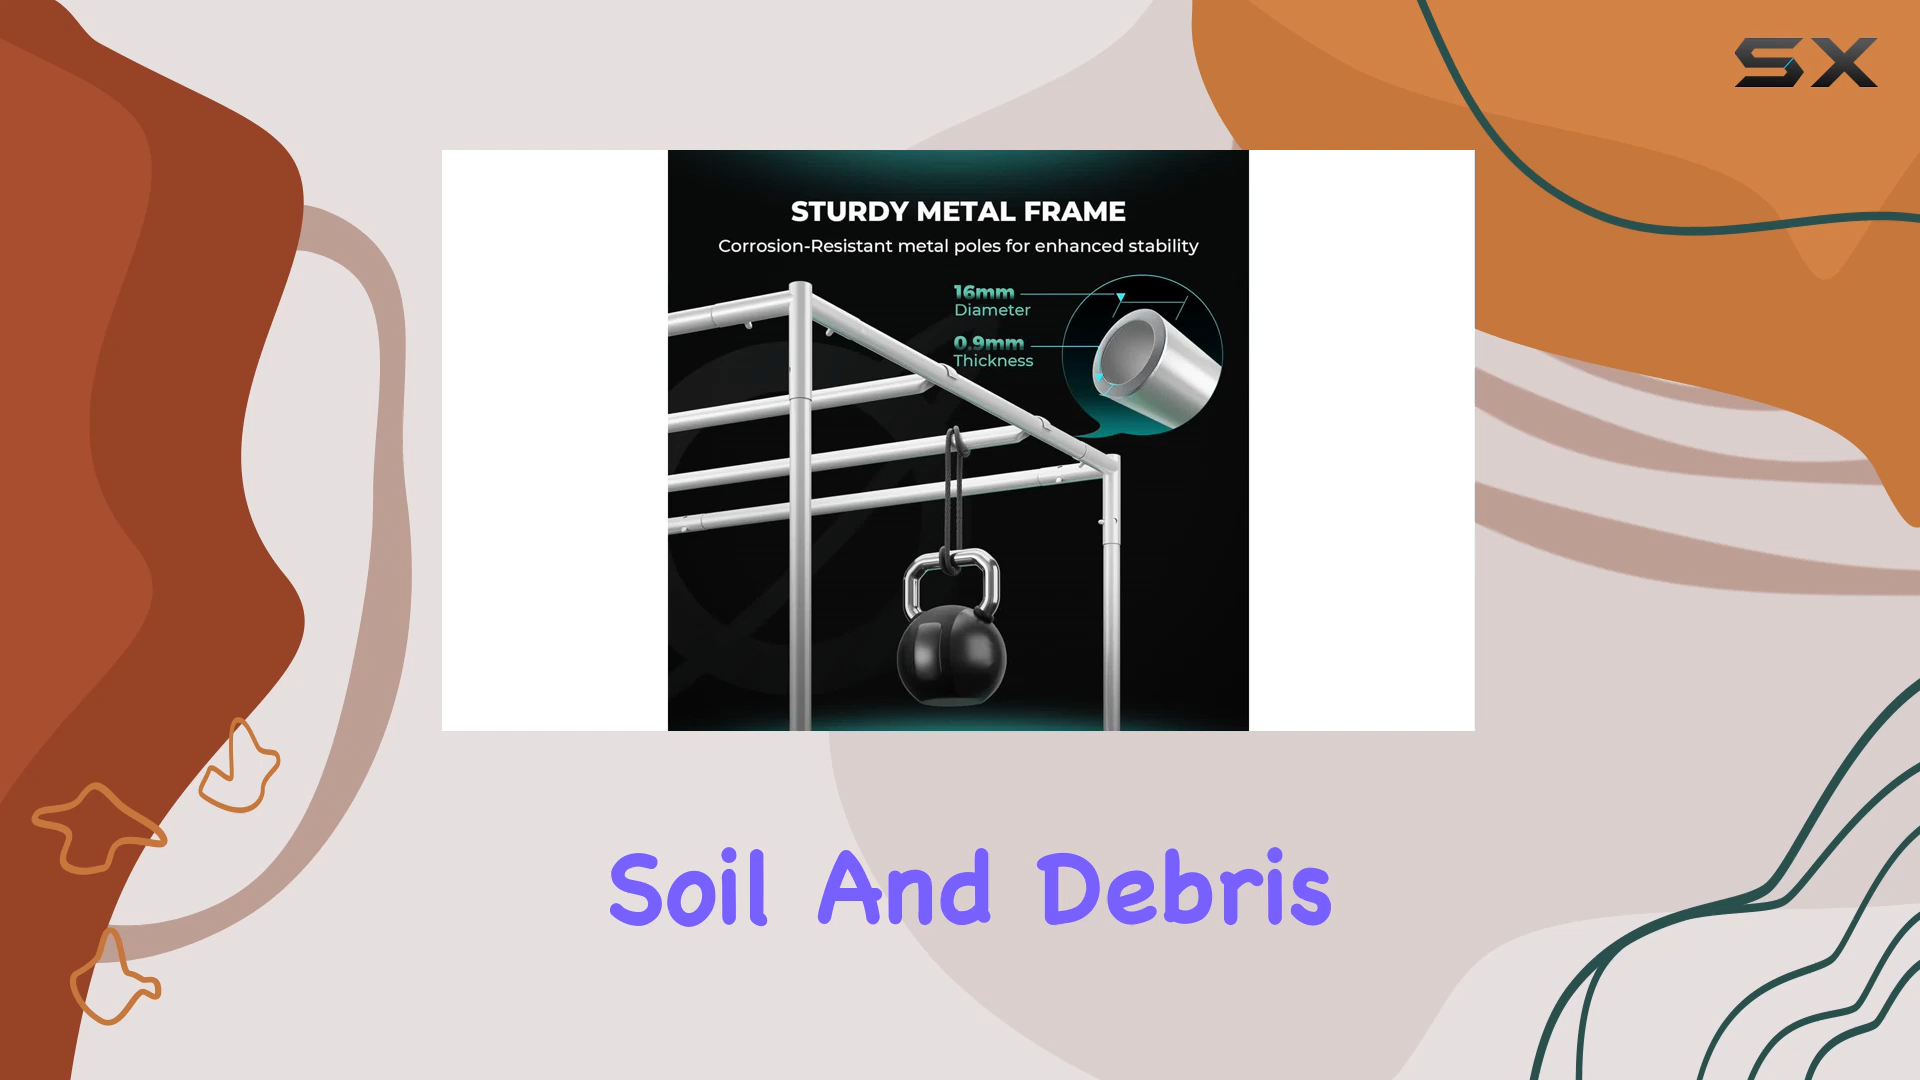 SX
STURDY METAL FRAME
Corrosion-Resistant metal poles for enhanced stability
16mm
Diameter
0.9mm
Thickness
Soil And Debris